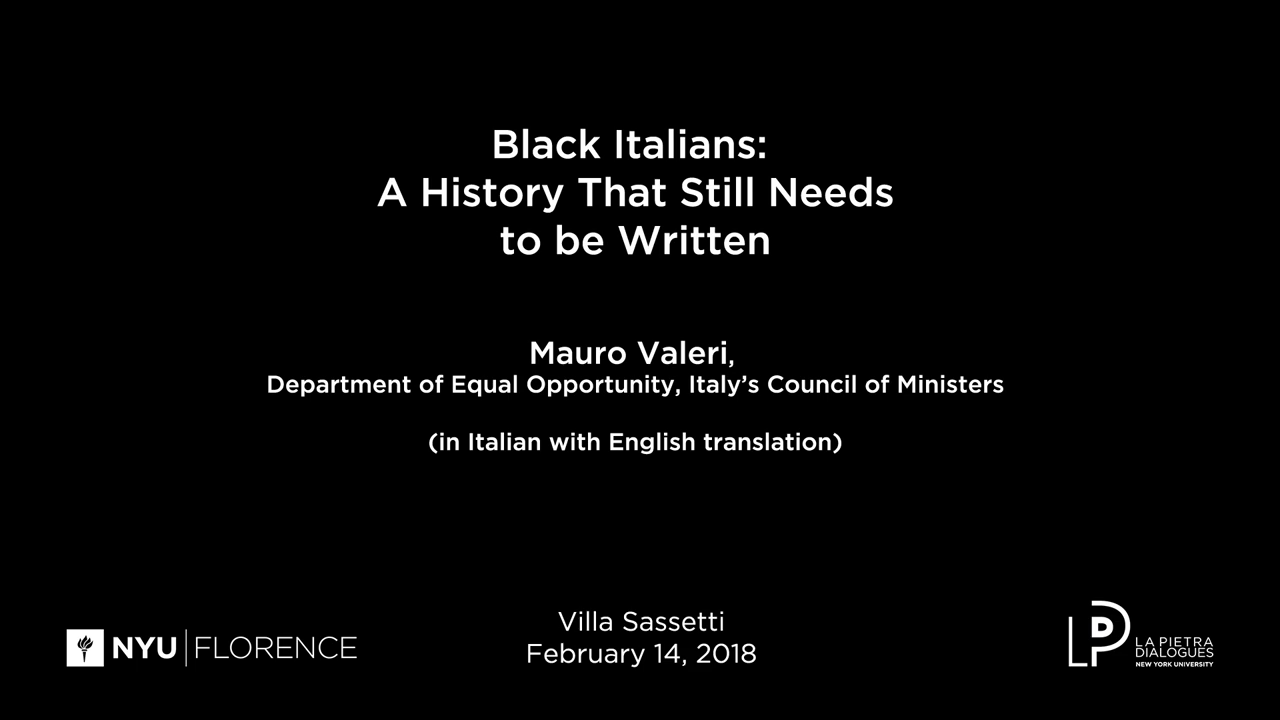 Black Italians:
A History That Still Needs
to be Written
Mauro Valeri,
Department of Equal Opportunity, Italy's Council of Ministers
(in Italian with English translation)
Villa Sassetti
February 14, 2018
NYU FLORENCE
LP
LA PIETRA
DIALOGUES
NEW YORK UNIVERSITY